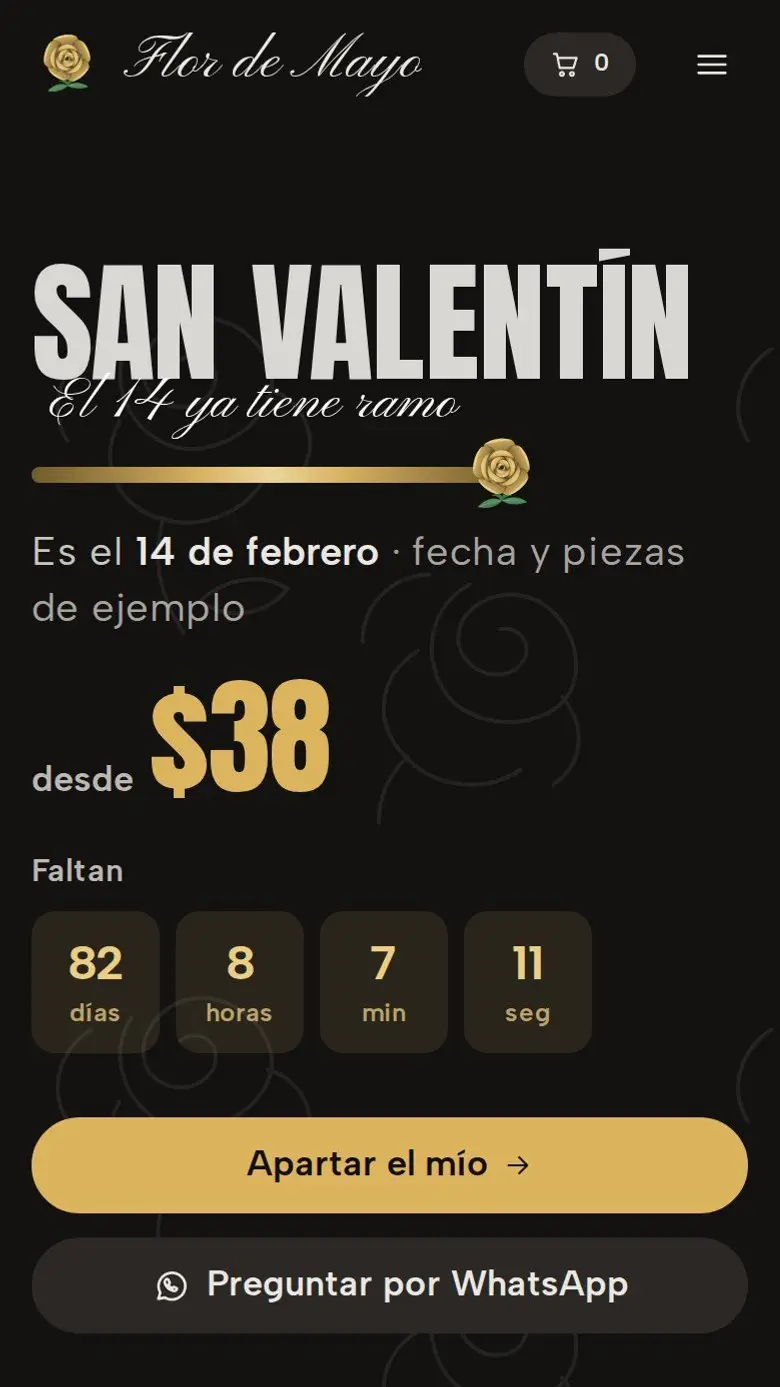 Flor de Mayo
0
SAN VALENTÍN
El 14 ya tiene ramo
Es el 14 de febrero · fecha y piezas
de ejemplo
desde $38
Faltan
82 8 7 11
días horas min seg
Apartar el mío →
Preguntar por WhatsApp